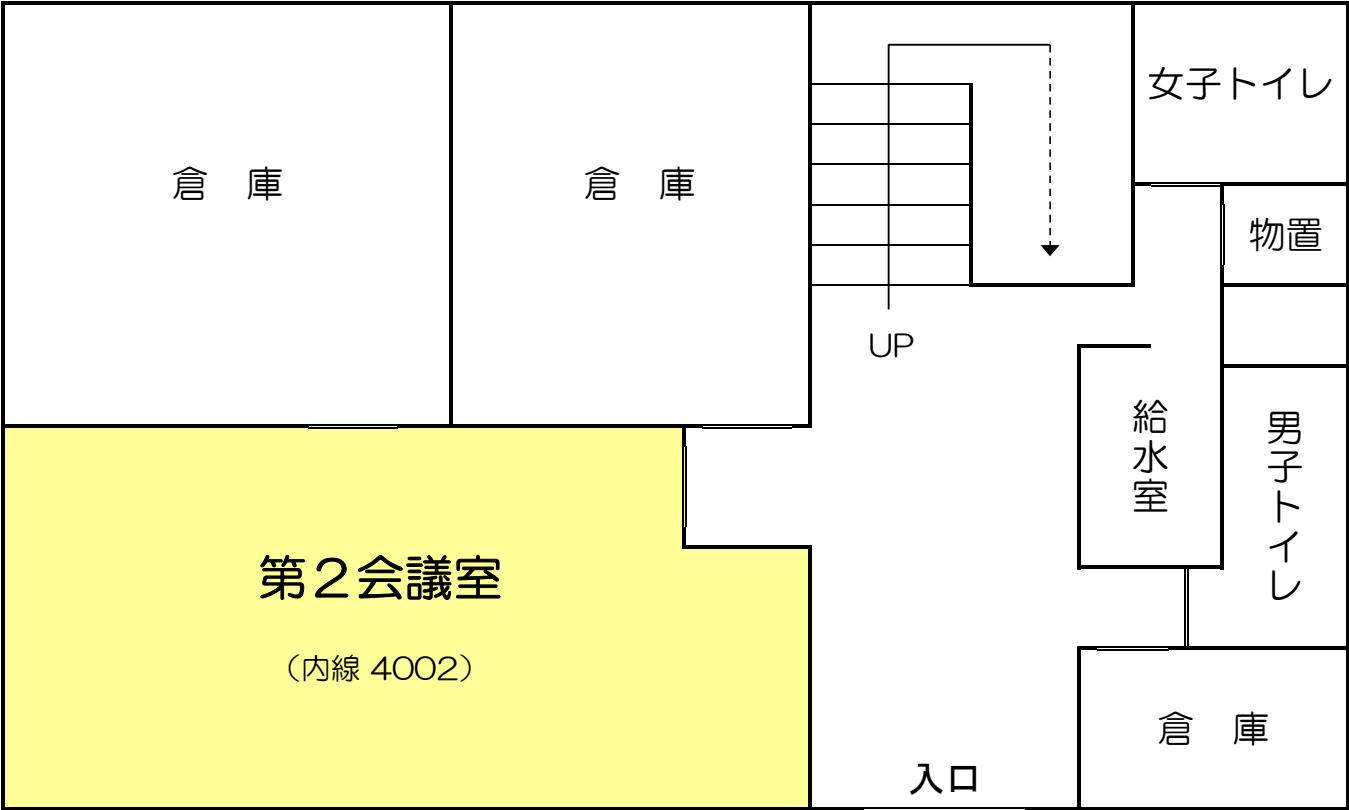 女子トイレ
倉　庫
倉　庫
物置
UP
給水室
男子トイレ
第２会議室
（内線 4002）
倉　庫
入口